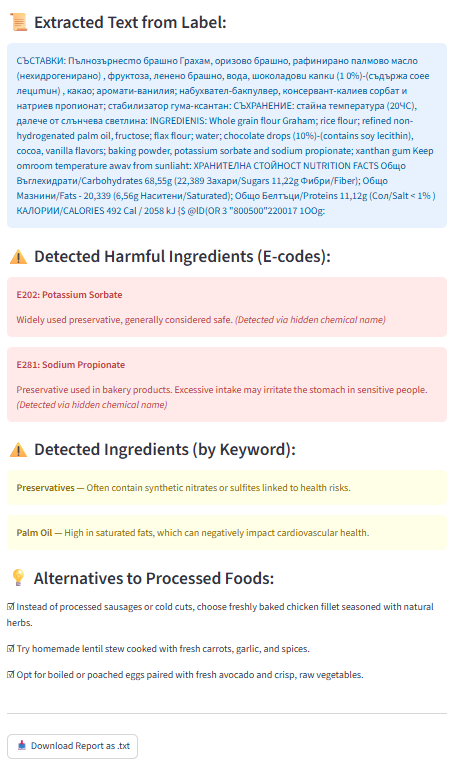 Extracted Text from Label:
СЪСТАВКИ: Пълнозърнесто брашно Грахам, оризово брашно, рафинирано палмово масло
(нехидрогенирано) , фруктоза, ленено брашно, вода, шоколадови капки (1 0%)-(съдържа соее
лецитин) , какао; аромати-ванилия; набухвател-бакпулвер, консервант-калиев сорбат и
натриев пропионат; стабилизатор гума-ксантан: СЪХРАНЕНИЕ: стайна температура (20ЧС),
далече от слънчева светлина: INGREDIENIS: Whole grain flour Graham; rice flour; refined non-
hydrogenated palm oil, fructose; flax flour; water; chocolate drops (10%)-(contains soy lecithin),
cocoa, vanilla flavors; baking powder, potassium sorbate and sodium propionate; xanthan gum Keep
omroom temperature awav from sunliaht: ХРАНИТЕЛНА СТОЙНОСТ NUTRITION FACTS Общо
Въглехидрати/Carbohydrates 68,55g (22,389 Захари/Sugars 11,22g Фибри/Fiber); Общо
Мазнини/Fats - 20,339 (6,56g Наситени/Saturated); Общо Белтъци/Proteins 11,12g (Сол/Salt < 1% )
КАЛОРИИ/CALORIES 492 Cal / 2058 kJ {$ @lD(OR 3 "800500"220017 1OOg:
Detected Harmful Ingredients (E-codes):
E202: Potassium Sorbate
Widely used preservative, generally considered safe. (Detected via hidden chemical name)
E281: Sodium Propionate
Preservative used in bakery products. Excessive intake may irritate the stomach in sensitive people.
(Detected via hidden chemical name)
Detected Ingredients (by Keyword):
Preservatives — Often contain synthetic nitrates or sulfites linked to health risks.
Palm Oil — High in saturated fats, which can negatively impact cardiovascular health.
Alternatives to Processed Foods:
Instead of processed sausages or cold cuts, choose freshly baked chicken fillet seasoned with natural
herbs.
Try homemade lentil stew cooked with fresh carrots, garlic, and spices.
Opt for boiled or poached eggs paired with fresh avocado and crisp, raw vegetables.
Download Report as .txt